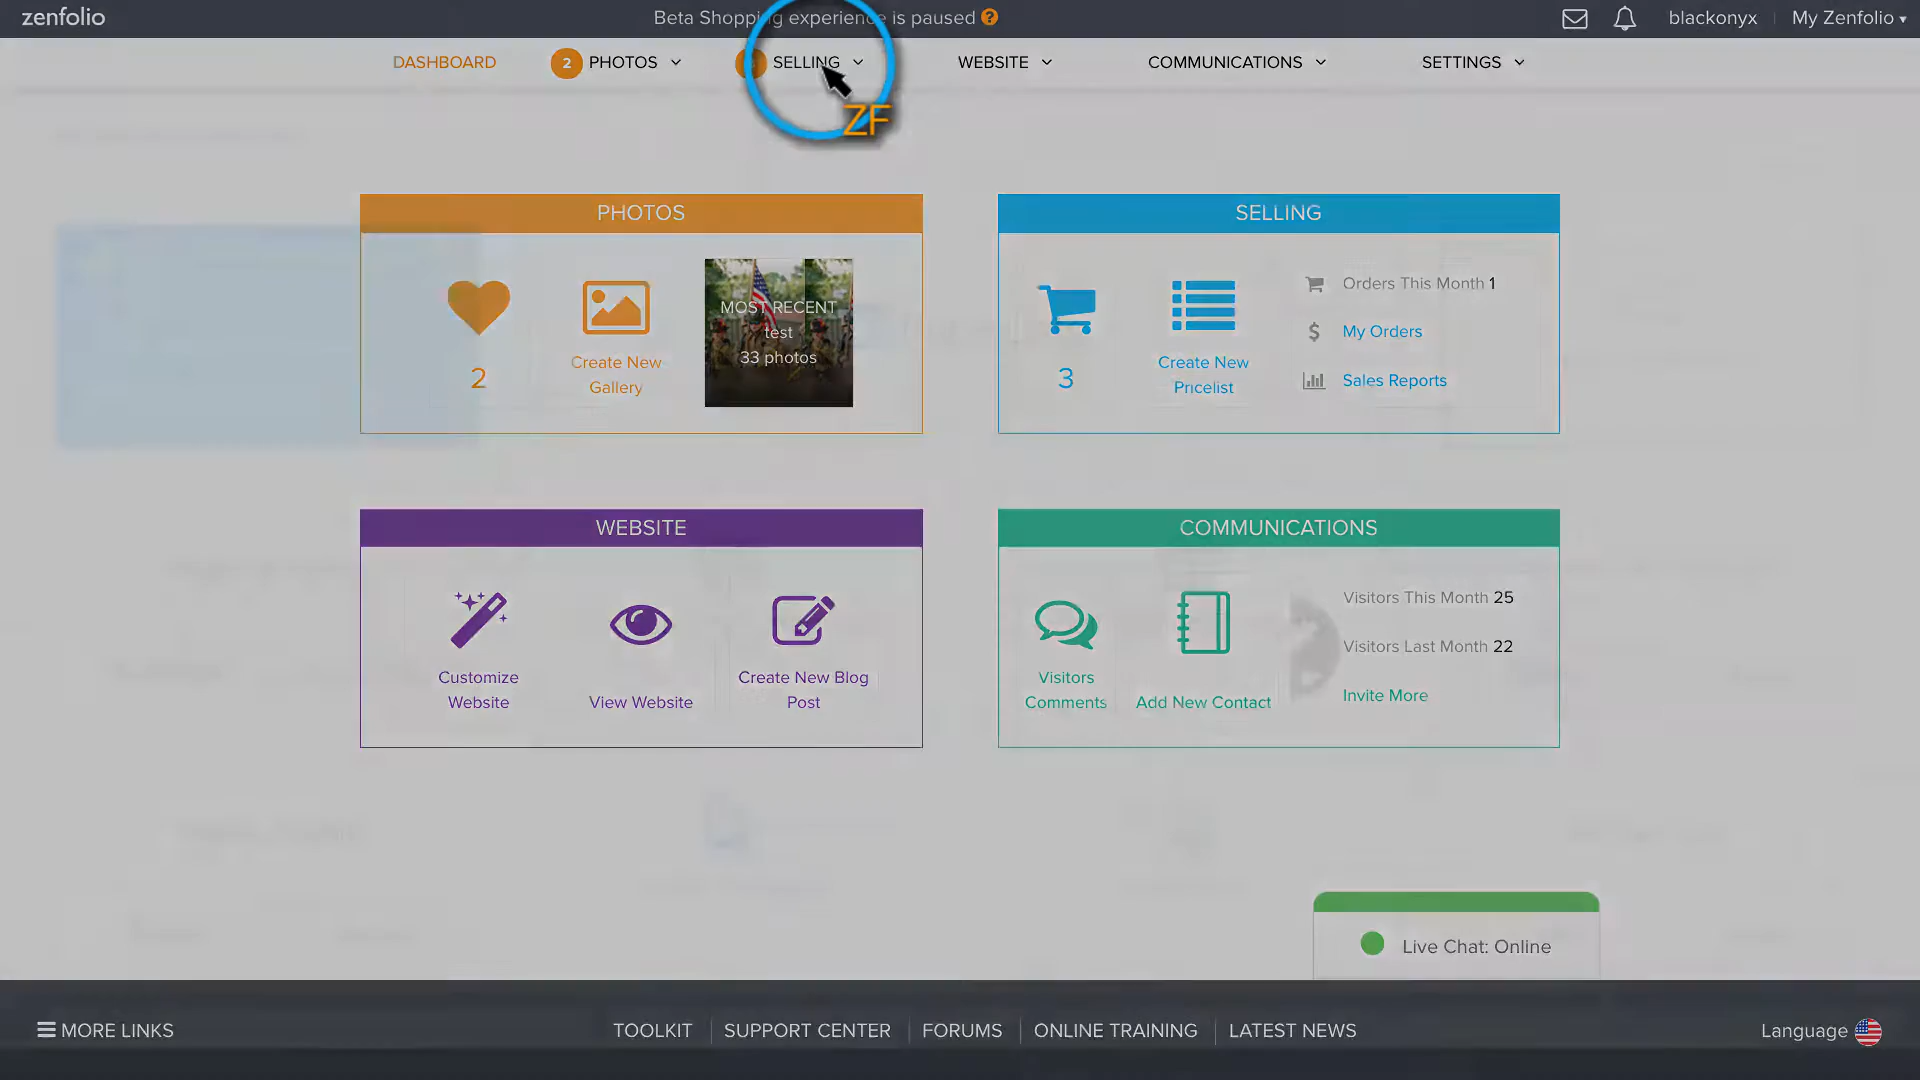 zenfolio
Beta Shopping experience is paused ?
blackonyx
My Zenfolio
DASHBOARD
2 PHOTOS
SELLING
WEBSITE
COMMUNICATIONS
SETTINGS
ZF
PHOTOS
2
Create New
Gallery
MOST RECENT
test
33 photos
SELLING
3
Create New
Pricelist
Orders This Month 1
$ My Orders
Sales Reports
WEBSITE
Customize
Website
View Website
Create New Blog
Post
COMMUNICATIONS
Visitors
Comments
Add New Contact
Visitors This Month 25
Visitors Last Month 22
Invite More
Live Chat: Online
MORE LINKS
TOOLKIT
SUPPORT CENTER
FORUMS
ONLINE TRAINING
LATEST NEWS
Language